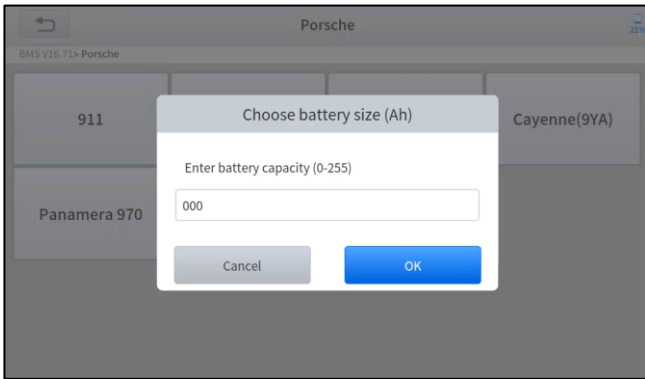 Porsche
21%
BMS V16.71> Porsche
911
Cayenne(9YA)
Choose battery size (Ah)
Enter battery capacity (0-255)
000
Panamera 970
Cancel
OK